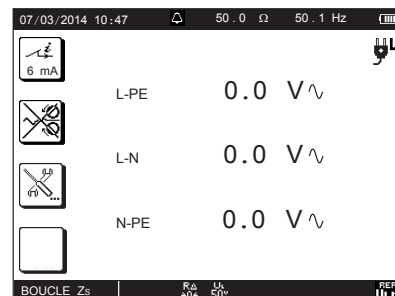 07/03/2014 10:47 50.0 Ω 50.1 Hz
i
6 mA
L-PE 0.0 V
L-N 0.0 V
...
N-PE 0.0 V
BOUCLE Zs